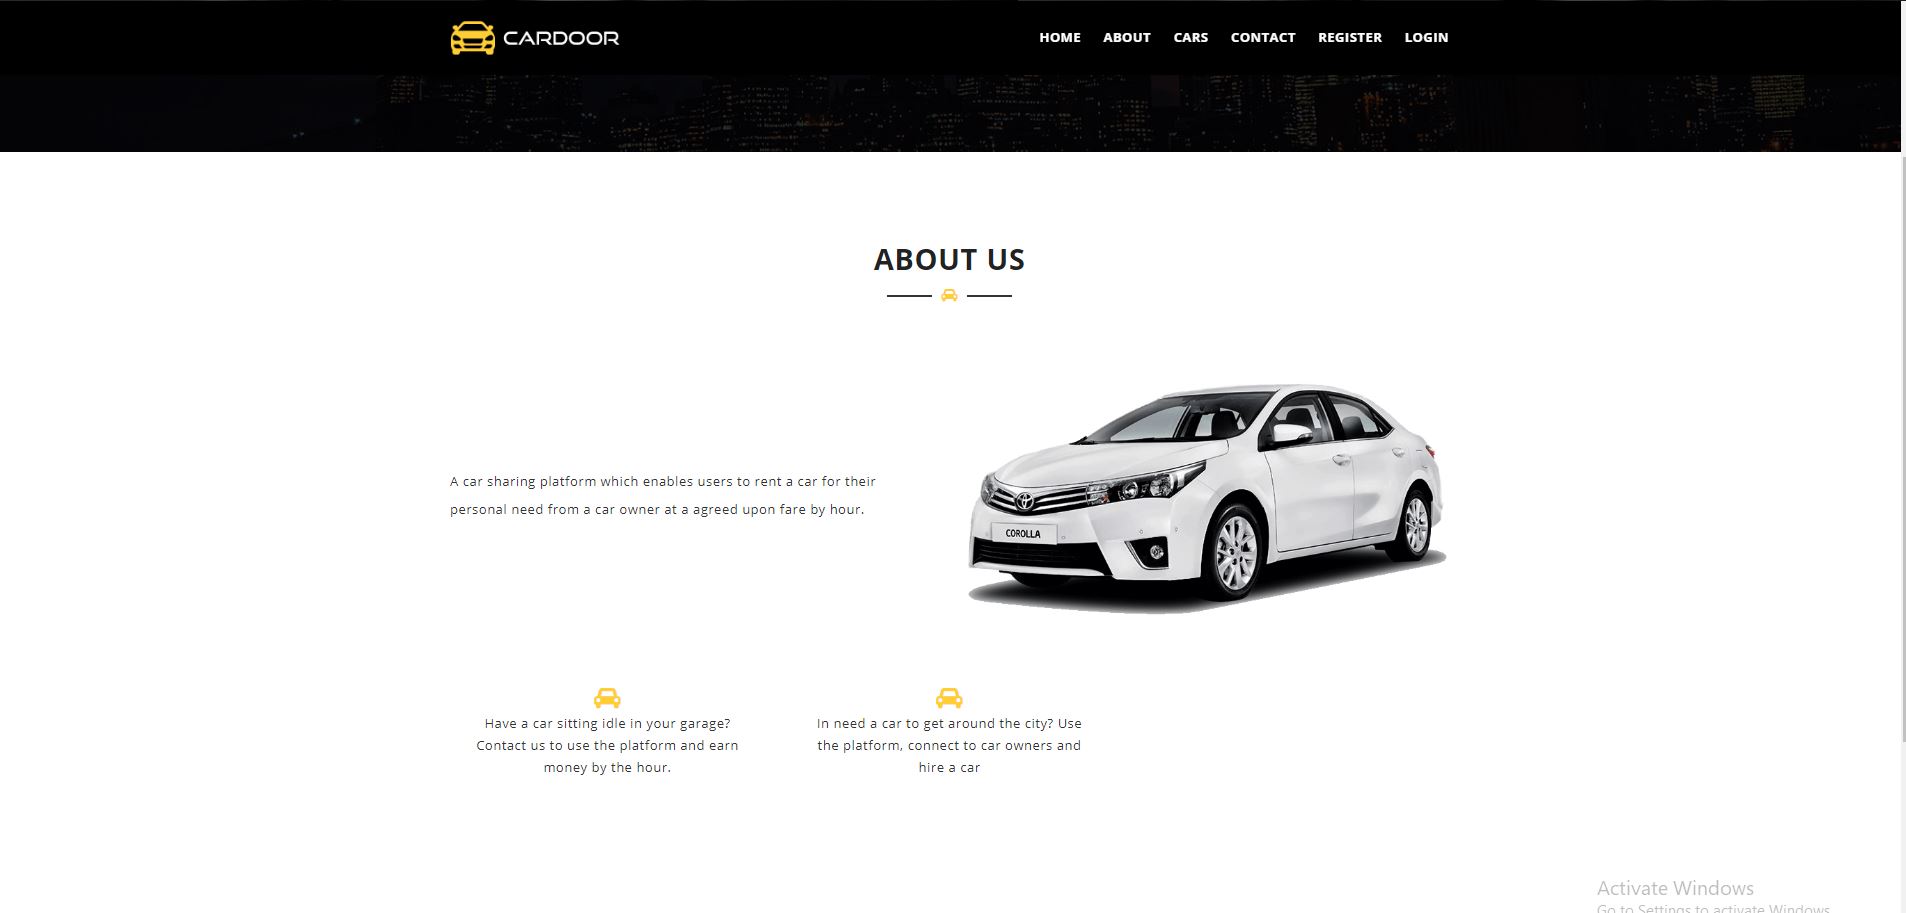 CARDOOR
HOME ABOUT CARS CONTACT REGISTER LOGIN
ABOUT US
A car sharing platform which enables users to rent a car for their
personal need from a car owner at a agreed upon fare by hour.
COROLLA
Have a car sitting idle in your garage?
Contact us to use the platform and earn
money by the hour.
In need a car to get around the city? Use
the platform, connect to car owners and
hire a car
Activate Windows
Go to Settings to activate Windows.